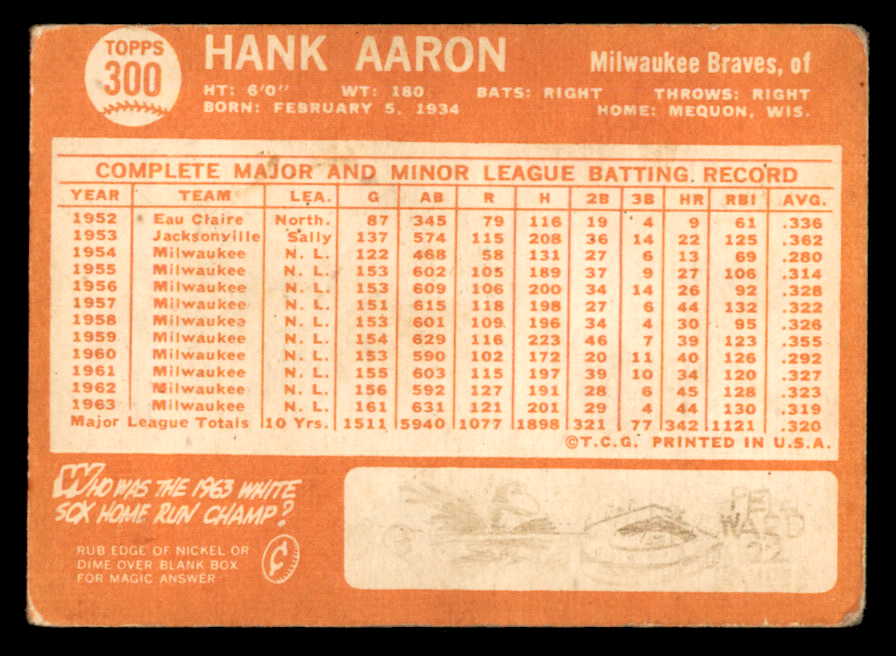 TOPPS
300
HANK AARON
Milwaukee Braves, of
HT: 6'0" WT: 180 BATS: RIGHT THROWS: RIGHT
BORN: FEBRUARY 5, 1934 HOME: MEQUON, WIS.
COMPLETE MAJOR AND MINOR LEAGUE BATTING RECORD
YEAR TEAM LEA. G AB R H 2B 3B HR RBI AVG.
1952 Eau Claire North. 87 345 79 116 19 4 9 61 .336
1953 Jacksonville Sally 137 574 115 208 36 14 22 125 .362
1954 Milwaukee N. L. 122 468 58 131 27 6 13 69 .280
1955 Milwaukee N. L. 153 602 105 189 37 9 27 106 .314
1956 Milwaukee N. L. 153 609 106 200 34 14 26 92 .328
1957 Milwaukee N. L. 151 615 118 198 27 6 44 132 .322
1958 Milwaukee N. L. 153 601 109 196 34 4 30 95 .326
1959 Milwaukee N. L. 154 629 116 223 46 7 39 123 .355
1960 Milwaukee N. L. 153 590 102 172 20 11 40 126 .292
1961 Milwaukee N. L. 155 603 115 197 39 10 34 120 .327
1962 Milwaukee N. L. 156 592 127 191 28 6 45 128 .323
1963 Milwaukee N. L. 161 631 121 201 29 4 44 130 .319
Major League Totals 10 Yrs. 1511 5940 1077 1898 321 77 342 1121 .320
©T.C.G. PRINTED IN U.S.A.
WHO WAS THE 1963 WHITE
SOX HOME RUN CHAMP?
RUB EDGE OF NICKEL OR
DIME OVER BLANK BOX
FOR MAGIC ANSWER
¢
WARD
22